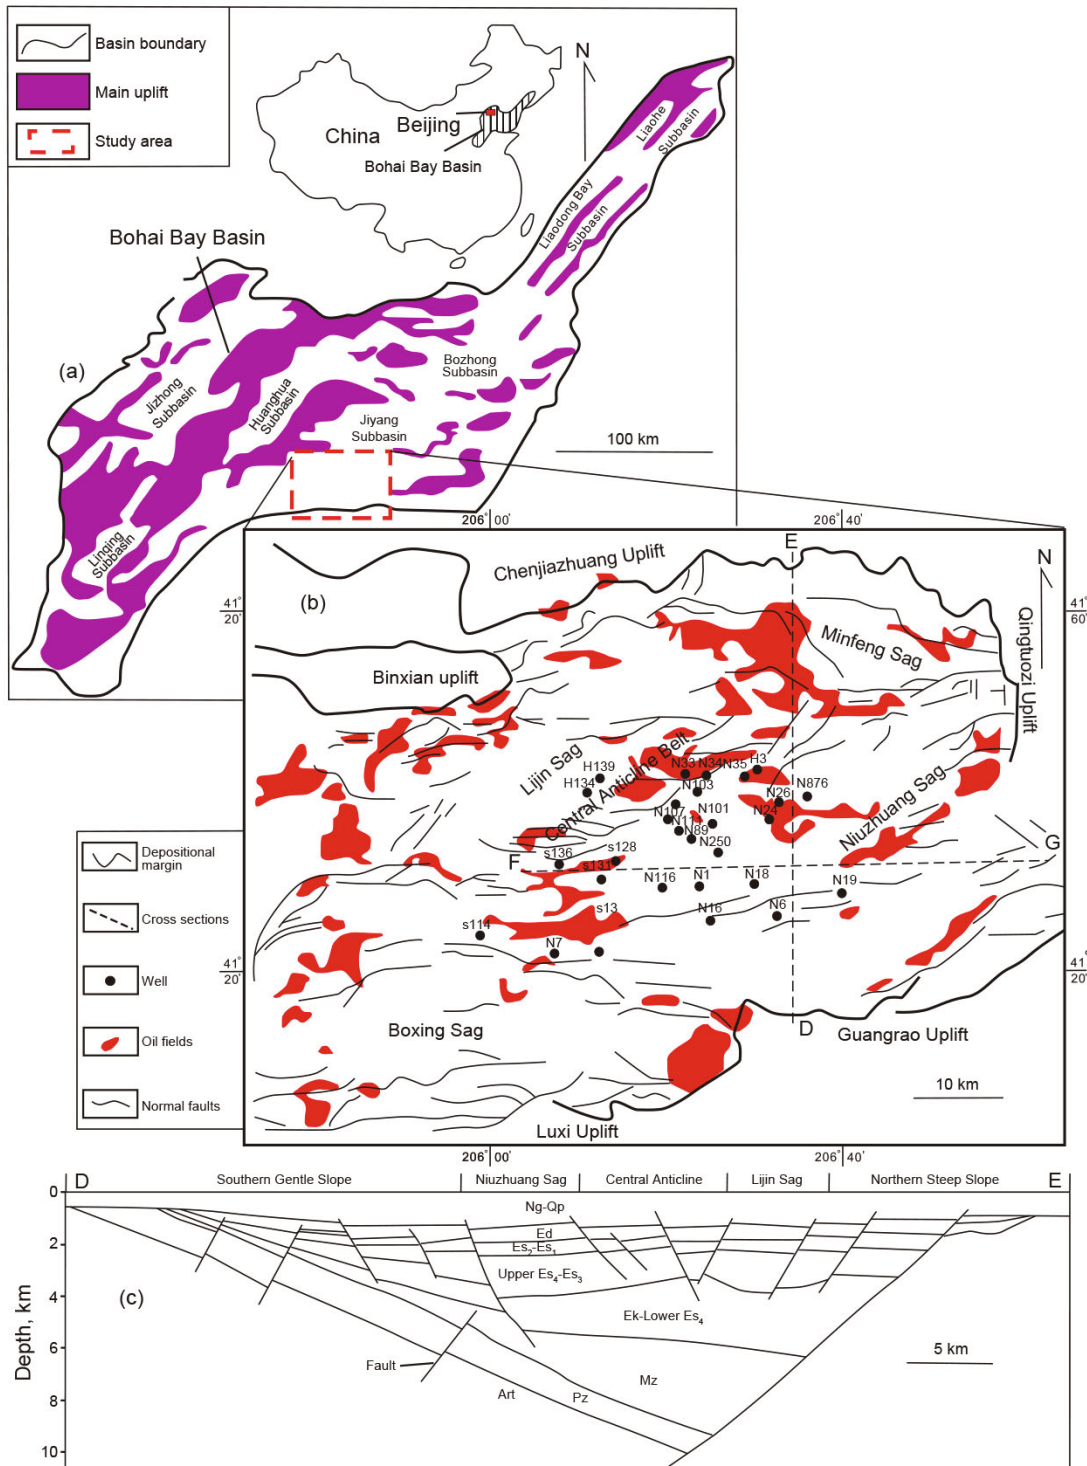 Basin boundary
Main uplift
Study area
N
China
Beijing
Bohai Bay Basin
Liaohe
Subbasin
Liaodong Bay
Subbasin
Bohai Bay Basin
(a)
Jizhong
Subbasin
Huanghua
Subbasin
Bozhong
Subbasin
Jiyang
Subbasin
Linqing
Subbasin
100 km
206°00′
206°40′
41°
20′
41°
60′
(b)
Chenjiazhuang Uplift
E
N
Minfeng Sag
Qingtuozi Uplift
Binxian uplift
Lijin Sag
Central Anticline Belt
Niuzhuang Sag
H139
H134
N33
N34
N35
H3
N103
N26
N876
N107
N101
N24
N111
N89
N250
s136
s128
F
G
s131
N116
N1
N18
N19
s13
N16
N6
s114
N7
41°
20′
41°
20′
Boxing Sag
D
Guangrao Uplift
10 km
Luxi Uplift
Depositional
margin
Cross sections
Well
Oil fields
Normal faults
206°00′
206°40′
D
Southern Gentle Slope
Niuzhuang Sag
Central Anticline
Lijin Sag
Northern Steep Slope
E
0
2
4
6
8
10
Depth, km
Ng-Qp
Ed
Es₂-Es₁
Upper Es₄-Es₃
(c)
Ek-Lower Es₄
5 km
Fault
Mz
Art
Pz